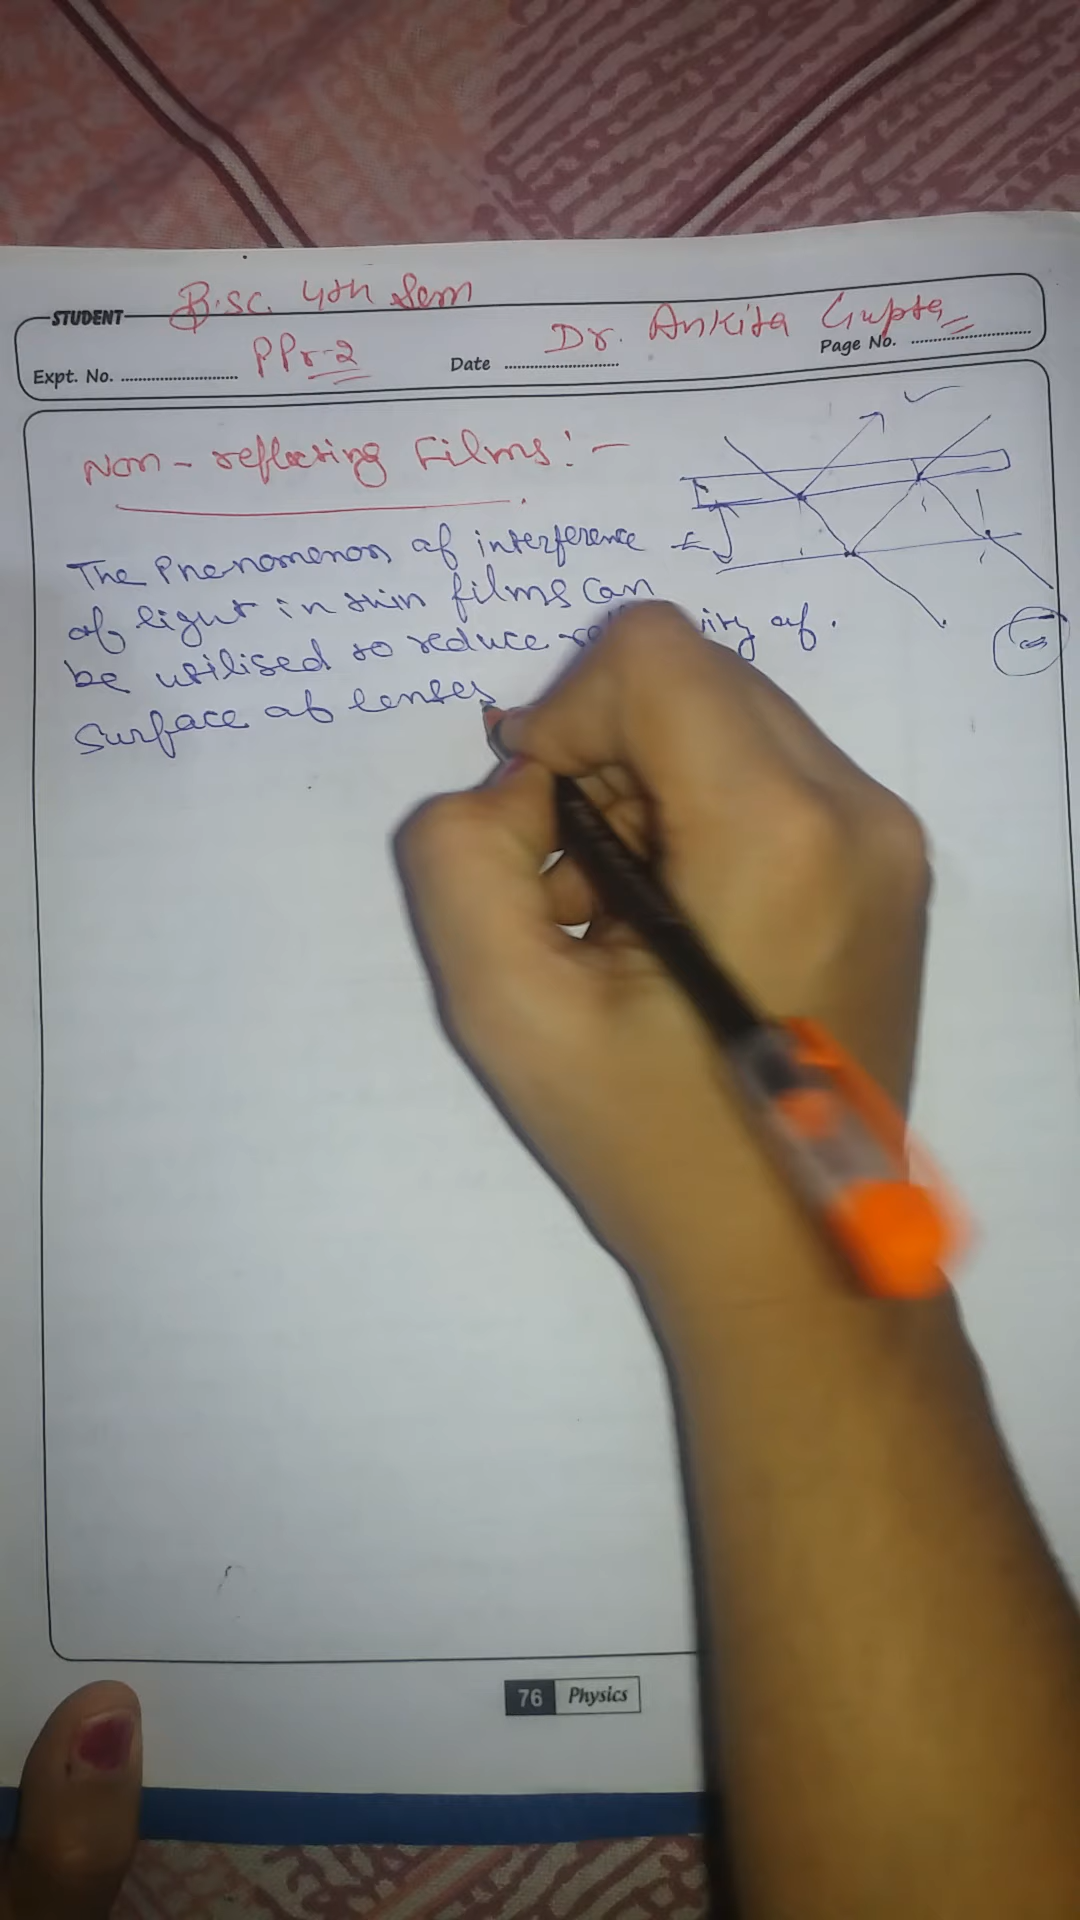 B.sc. 4th Sem
STUDENT
Expt. No. PPr-2 Date Dr. Ankita Gupta Page No.
Non - reflecting Films:-
The Phenomenon of interference
of light in thin films can
be utilised to reduce vity of.
Surface of lenses
t
76 Physics